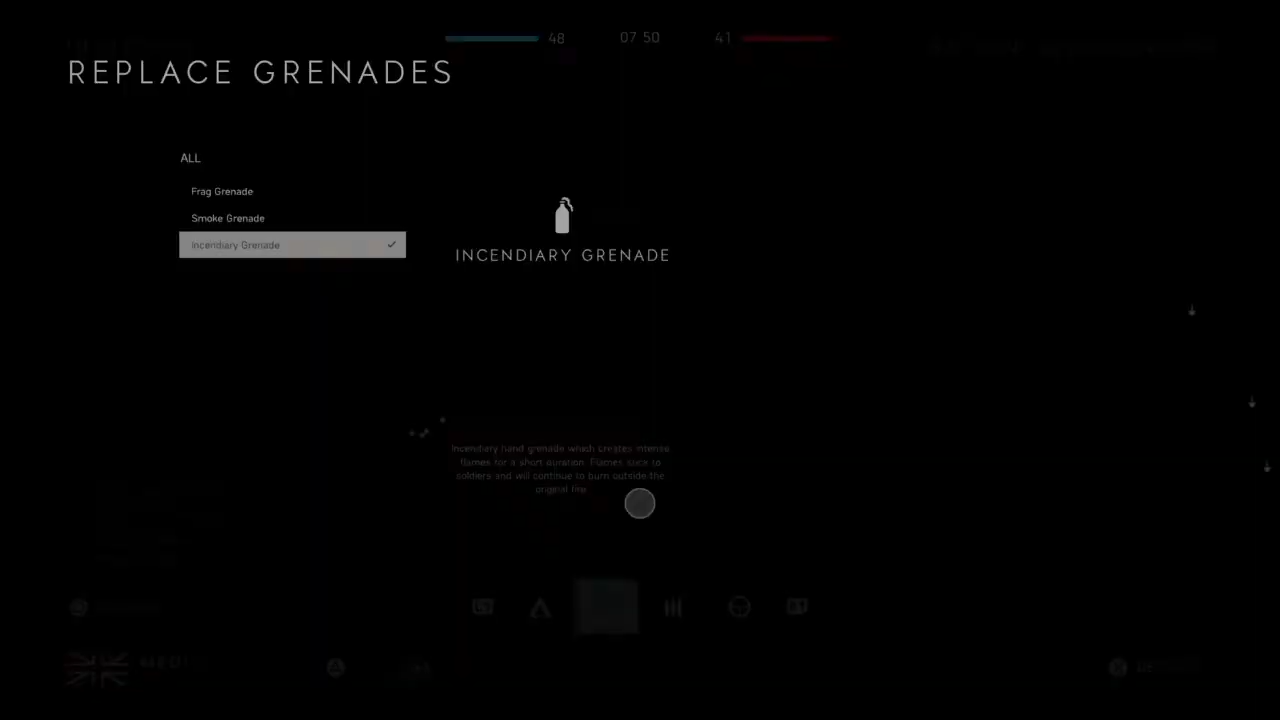 48
07 50
41
REPLACE GRENADES
ALL
Frag Grenade
Smoke Grenade
Incendiary Grenade
INCENDIARY GRENADE
Incendiary hand grenade which creates intense
flames for a short duration. Flames stick to
soldiers and will continue to burn outside the
original fire.